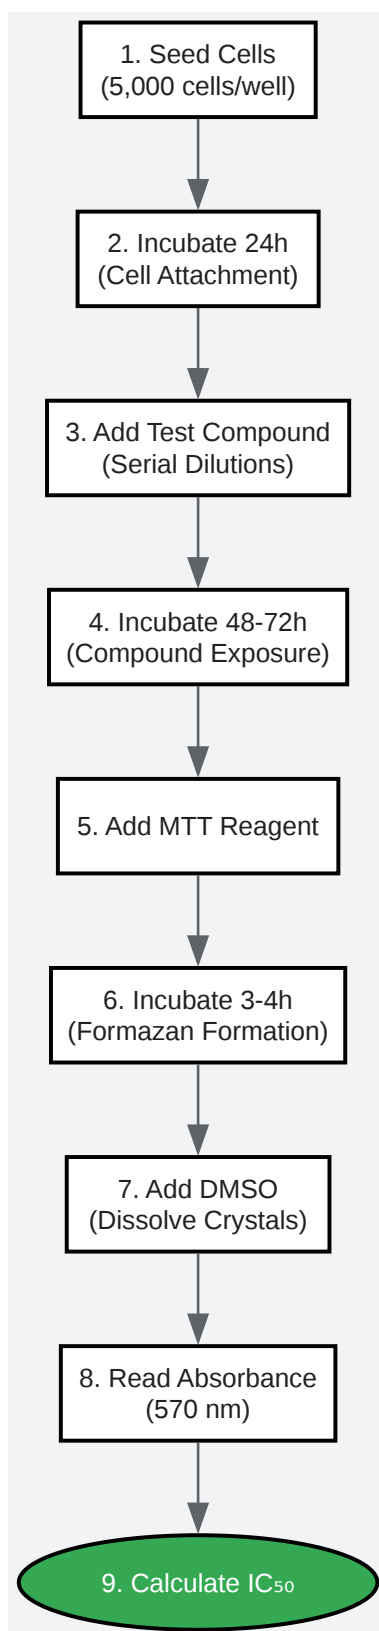 1. Seed Cells
(5,000 cells/well)
2. Incubate 24h
(Cell Attachment)
3. Add Test Compound
(Serial Dilutions)
4. Incubate 48-72h
(Compound Exposure)
5. Add MTT Reagent
6. Incubate 3-4h
(Formazan Formation)
7. Add DMSO
(Dissolve Crystals)
8. Read Absorbance
(570 nm)
9. Calculate IC₅₀